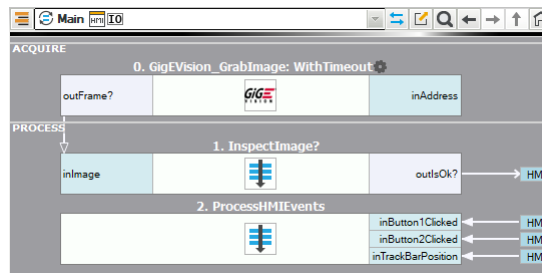 Main HMI IO
ACQUIRE
0. GigEVision_GrabImage: WithTimeout
outFrame? GiGE VISION inAddress
PROCESS
1. InspectImage?
inImage outIsOk? HM
2. ProcessHMIEvents
inButton1Clicked HM
inButton2Clicked HM
inTrackBarPosition HM